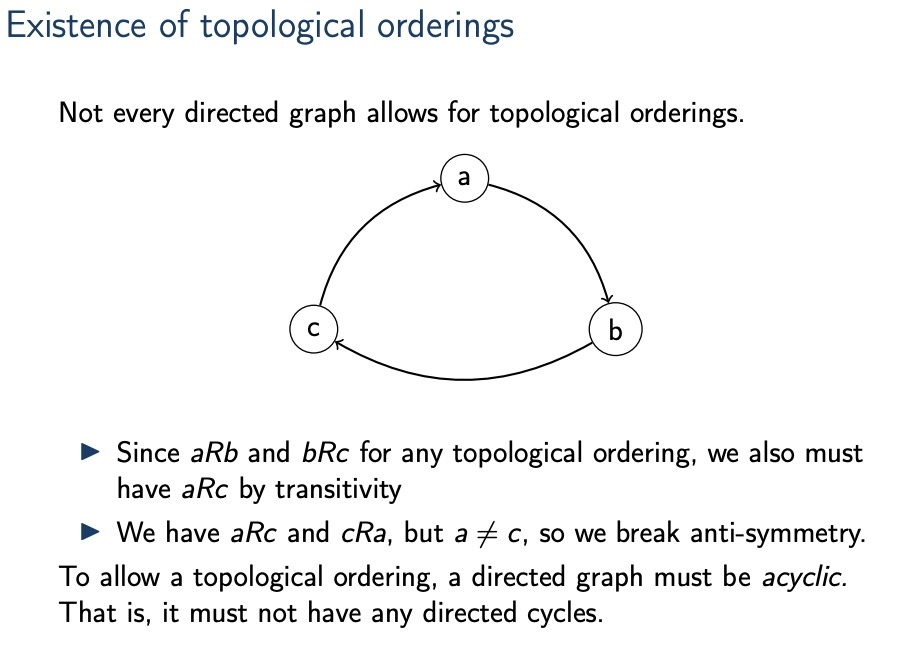 Existence of topological orderings
Not every directed graph allows for topological orderings.
a
c
b
▶ Since aRb and bRc for any topological ordering, we also must
have aRc by transitivity
▶ We have aRc and cRa, but a ≠ c, so we break anti-symmetry.
To allow a topological ordering, a directed graph must be acyclic.
That is, it must not have any directed cycles.